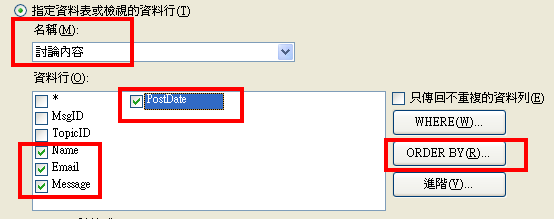 指定資料表或檢視的資料行(T)
名稱(M):
討論內容
資料行(O):
*
PostDate
MsgID
TopicID
Name
Email
Message
只傳回不重複的資料列(E)
WHERE(W)...
ORDER BY(R)...
進階(V)...